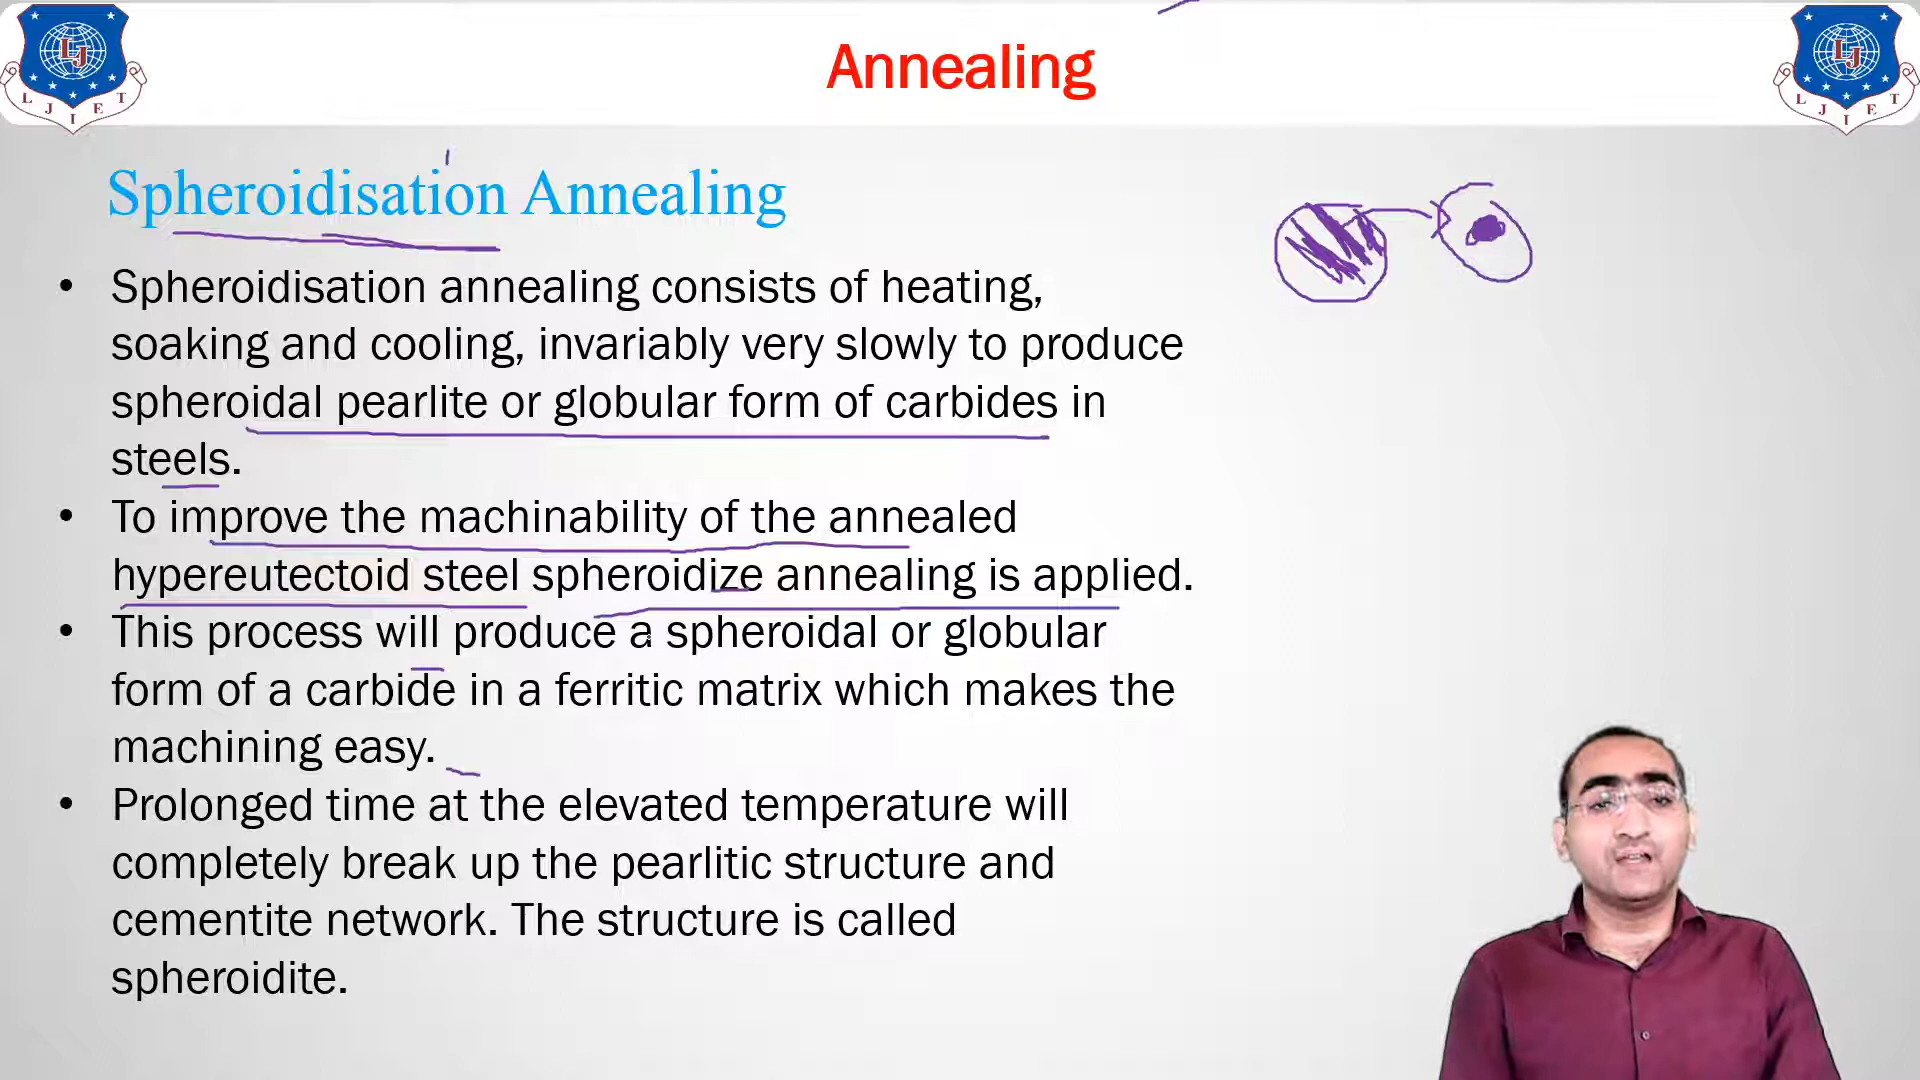 Annealing
LJIET
LJIET
Spheroidisation Annealing
• Spheroidisation annealing consists of heating,
soaking and cooling, invariably very slowly to produce
spheroidal pearlite or globular form of carbides in
steels.
• To improve the machinability of the annealed
hypereutectoid steel spheroidize annealing is applied.
• This process will produce a spheroidal or globular
form of a carbide in a ferritic matrix which makes the
machining easy.
• Prolonged time at the elevated temperature will
completely break up the pearlitic structure and
cementite network. The structure is called
spheroidite.